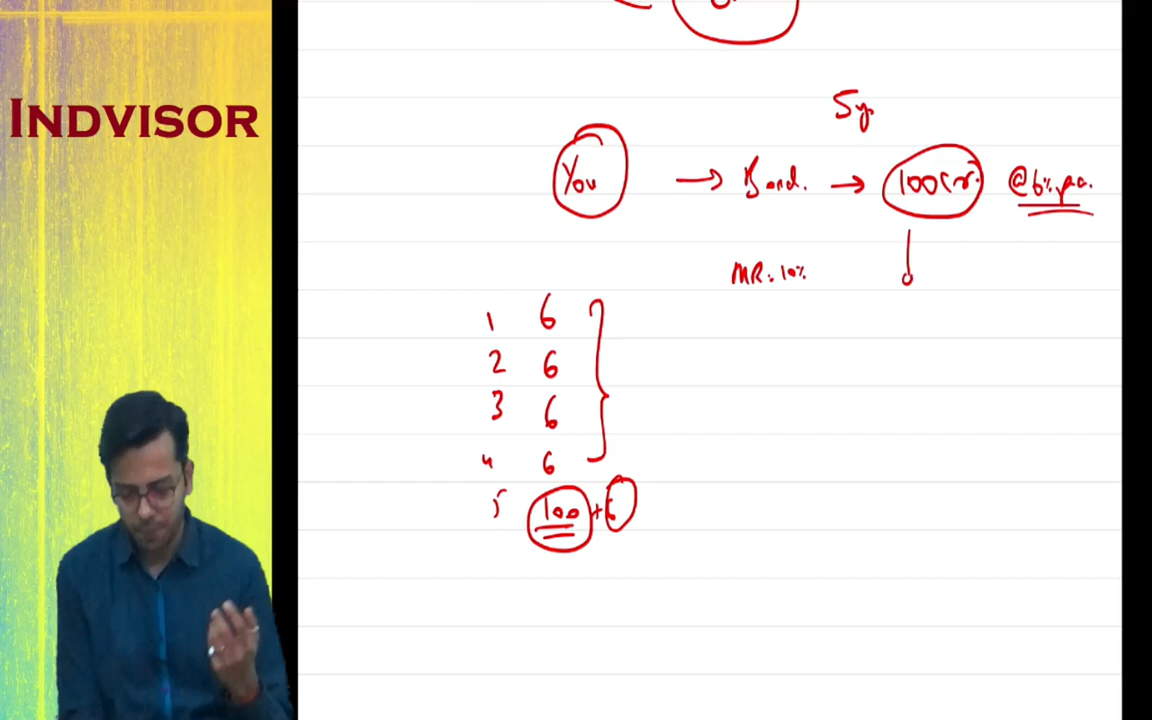 INDVISOR
5y.
You → Bond. → 100Cr. @6% p.a.
MR: 10%
1 6
2 6
3 6
4 6
5 100 + 6